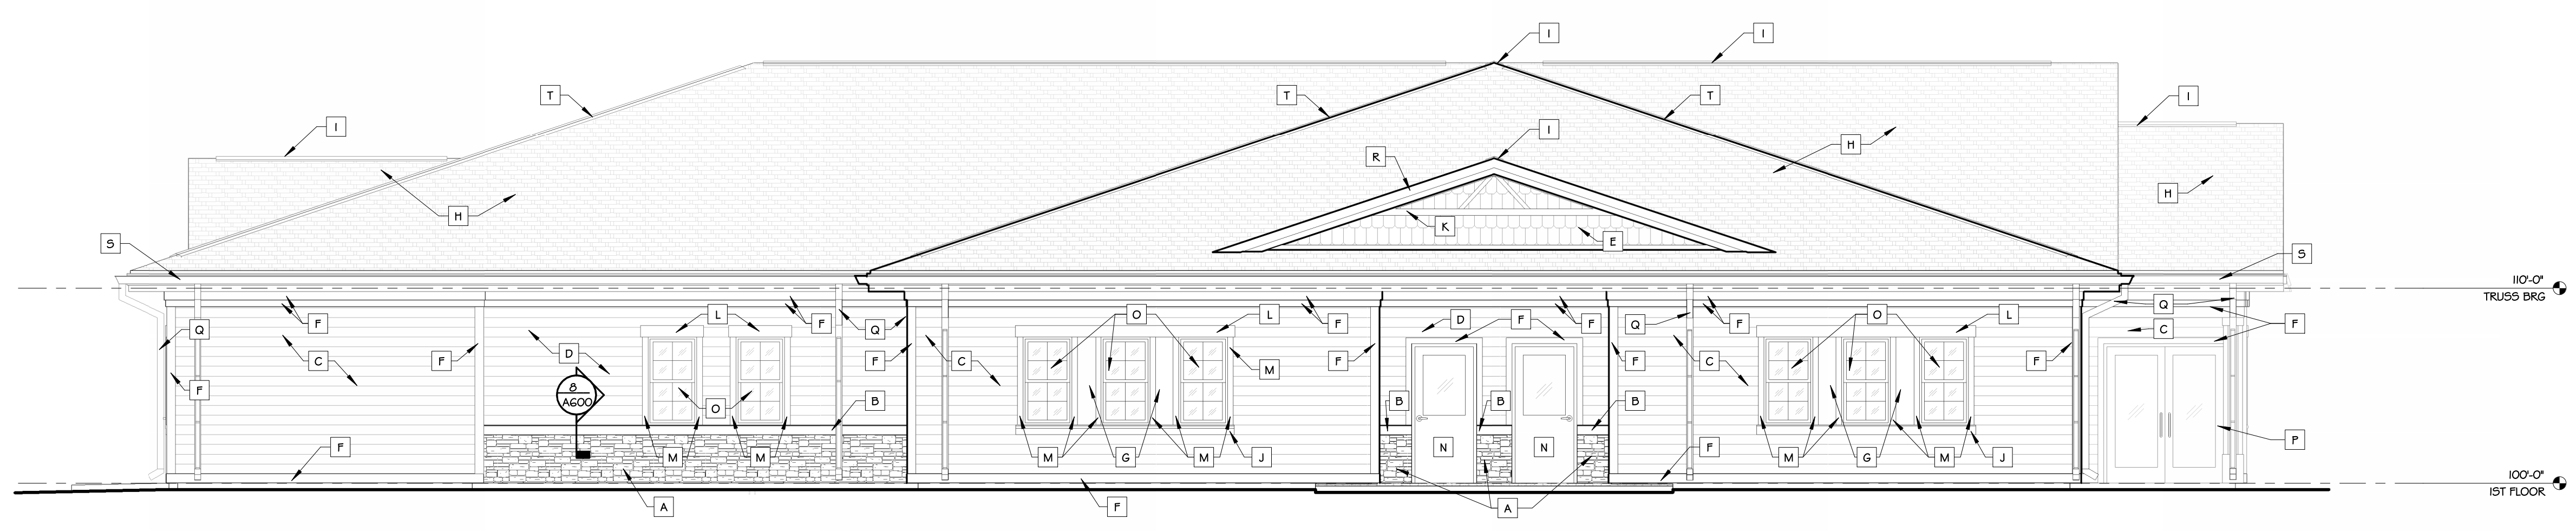 I I
T T T I
I I
R H
H
H K E
S S
110'-0"
TRUSS BRG
Q F L F Q F L O F D F F Q F L O Q F
C
F C F D F C M F F C F
8
A600
F O B B B B
F M M M G M J N N F M G M J P
100'-0"
1ST FLOOR
A F A